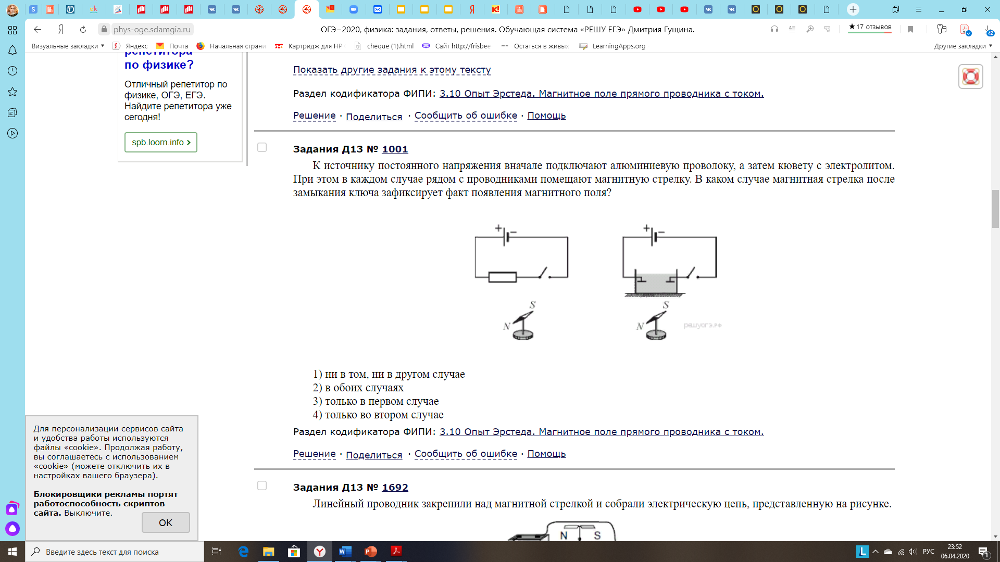 phys-oge.sdamgia.ru
ОГЭ−2020, физика: задания, ответы, решения. Обучающая система «РЕШУ ЕГЭ» Дмитрия Гущина.
★17 отзывов
42
Визуальные закладки
Яндекс
Почта
Начальная страни
Картридж для HP
cheque (1).html
Сайт http://frisbee
Остаться в живых
LearningApps.org
Другие закладки
репетитора
по физике?
Отличный репетитор по
физике, ОГЭ, ЕГЭ.
Найдите репетитора уже
сегодня!
spb.loorn.info
Показать другие задания к этому тексту
Раздел кодификатора ФИПИ: 3.10 Опыт Эрстеда. Магнитное поле прямого проводника с током.
Решение · Поделиться · Сообщить об ошибке · Помощь
Задания Д13 № 1001
К источнику постоянного напряжения вначале подключают алюминиевую проволоку, а затем кювету с электролитом.
При этом в каждом случае рядом с проводниками помещают магнитную стрелку. В каком случае магнитная стрелка после
замыкания ключа зафиксирует факт появления магнитного поля?
+ −
+ −
S
N
S
N
решуогэ.рф
1) ни в том, ни в другом случае
2) в обоих случаях
3) только в первом случае
4) только во втором случае
Раздел кодификатора ФИПИ: 3.10 Опыт Эрстеда. Магнитное поле прямого проводника с током.
Решение · Поделиться · Сообщить об ошибке · Помощь
Задания Д13 № 1692
Линейный проводник закрепили над магнитной стрелкой и собрали электрическую цепь, представленную на рисунке.
N S
Для персонализации сервисов сайта
и удобства работы используются
файлы «cookie». Продолжая работу,
вы соглашаетесь с использованием
«cookie» (можете отключить их в
настройках вашего браузера).
Блокировщики рекламы портят
работоспособность скриптов
сайта. Выключите.
OK
Введите здесь текст для поиска
РУС
23:52
06.04.2020
1